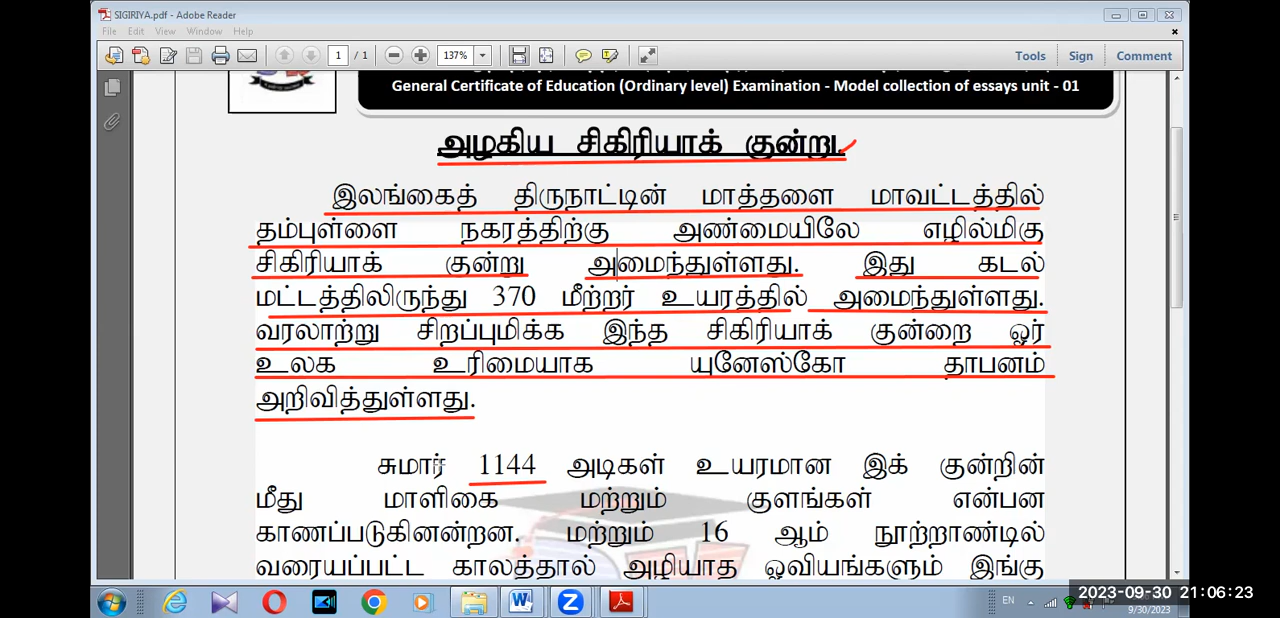 SIGIRIYA.pdf - Adobe Reader
File Edit View Window Help
1 / 1 137% Tools Sign Comment
General Certificate of Education (Ordinary level) Examination - Model collection of essays unit - 01
அழகிய சிகிரியாக் குன்று.
இலங்கைத் திருநாட்டின் மாத்தளை மாவட்டத்தில்
தம்புள்ளை நகரத்திற்கு அண்மையிலே எழில்மிகு
சிகிரியாக் குன்று அமைந்துள்ளது. இது கடல்
மட்டத்திலிருந்து 370 மீற்றர் உயரத்தில் அமைந்துள்ளது.
வரலாற்று சிறப்புமிக்க இந்த சிகிரியாக் குன்றை ஓர்
உலக உரிமையாக யுனேஸ்கோ தாபனம்
அறிவித்துள்ளது.
சுமார் 1144 அடிகள் உயரமான இக் குன்றின்
மீது மாளிகை மற்றும் குளங்கள் என்பன
காணப்படுகினன்றன. மற்றும் 16 ஆம் நூற்றாண்டில்
வரையப்பட்ட காலத்தால் அழியாத ஓவியங்களும் இங்கு
EN
2023-09-30 21:06:23
9/30/2023